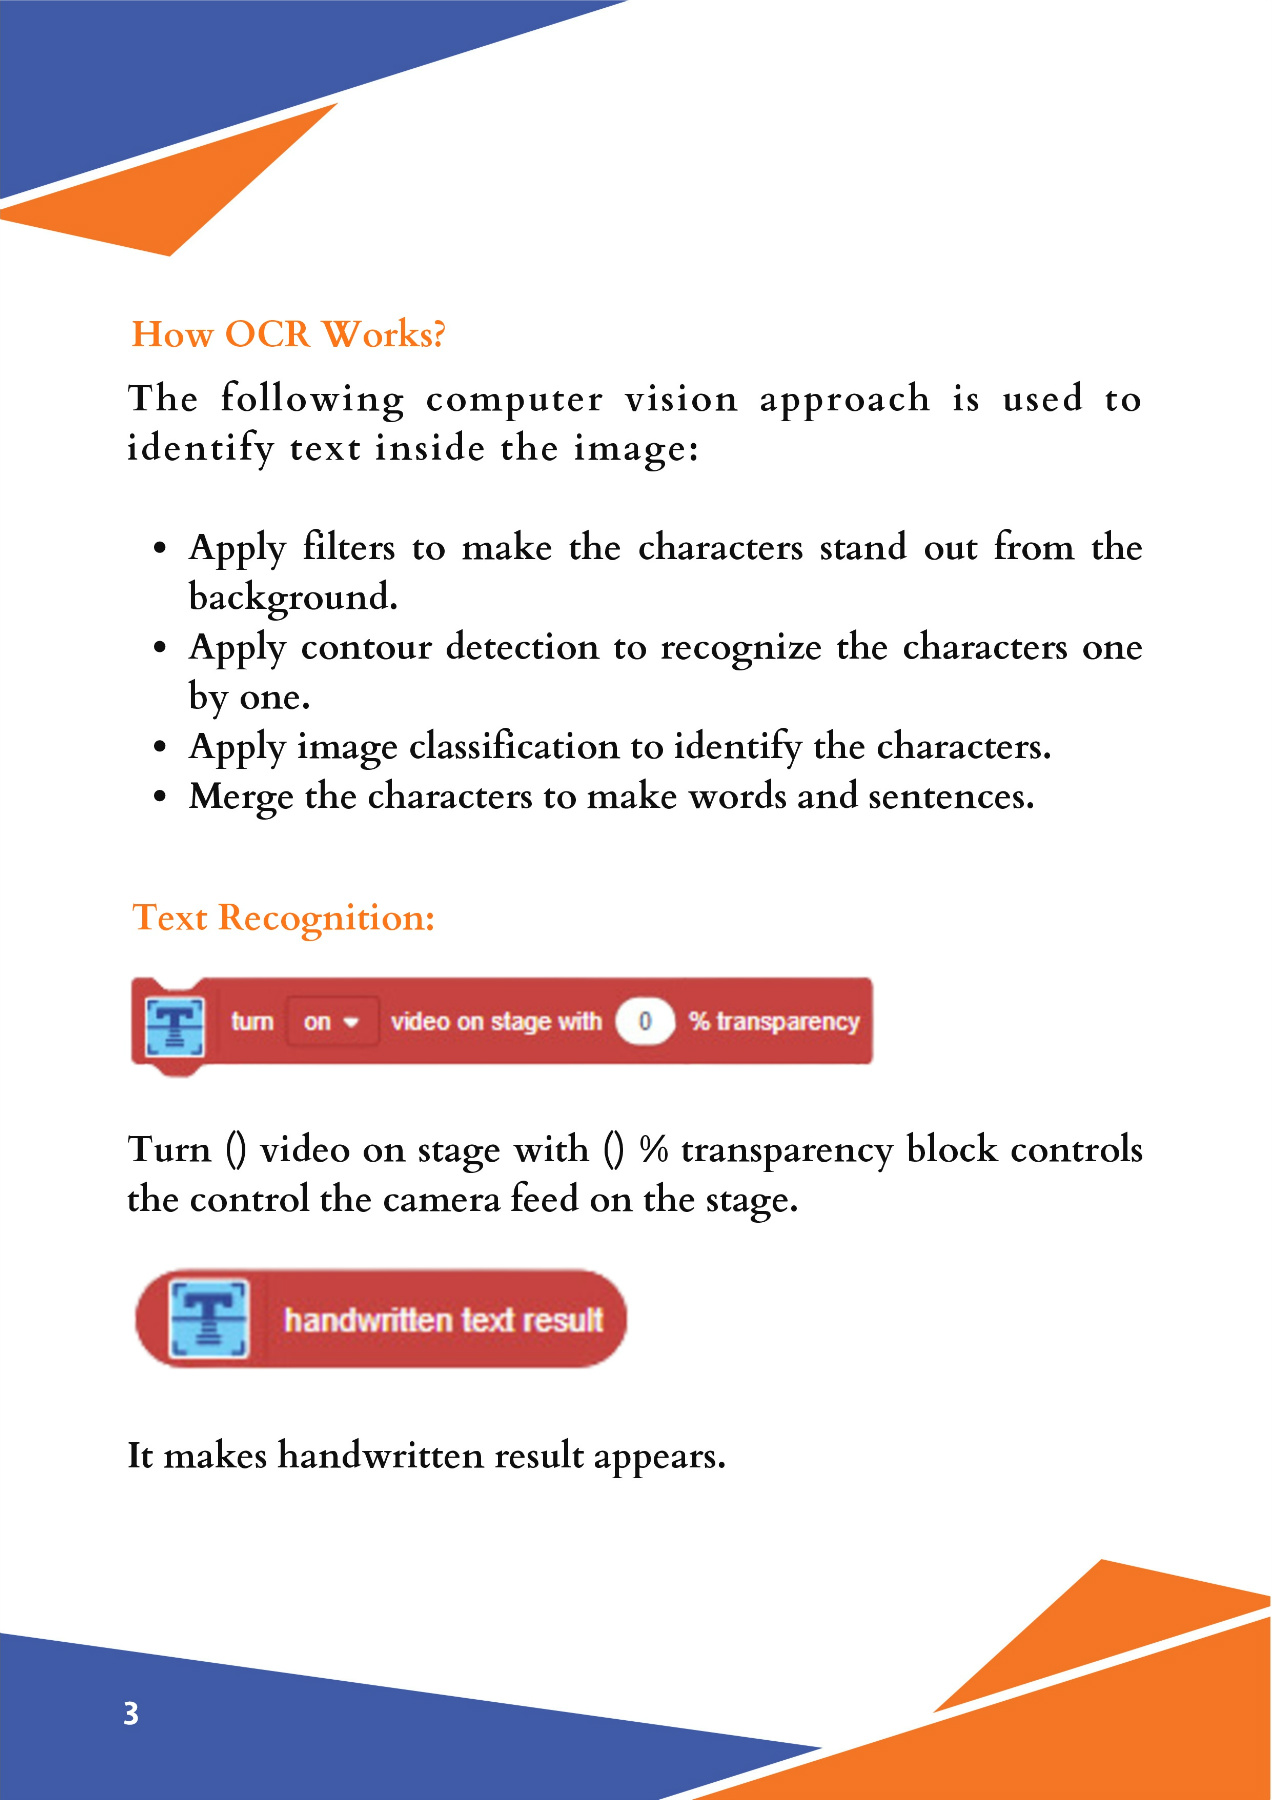 How OCR Works?
The following computer vision approach is used to
identify text inside the image:
• Apply filters to make the characters stand out from the
background.
• Apply contour detection to recognize the characters one
by one.
• Apply image classification to identify the characters.
• Merge the characters to make words and sentences.
Text Recognition:
turn on video on stage with 0 % transparency
Turn () video on stage with () % transparency block controls
the control the camera feed on the stage.
handwritten text result
It makes handwritten result appears.
3